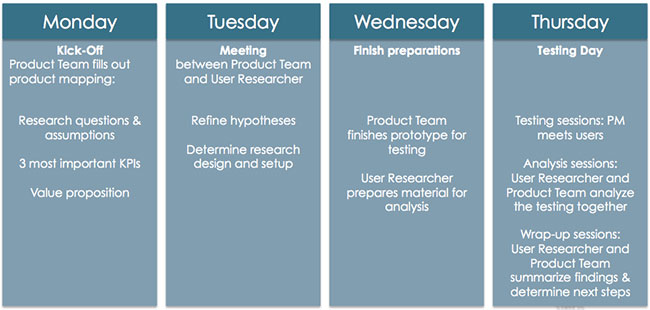 Monday
Kick-Off
Product Team fills out
product mapping:
Research questions &
assumptions
3 most important KPIs
Value proposition
Tuesday
Meeting
between Product Team
and User Researcher
Refine hypotheses
Determine research
design and setup
Wednesday
Finish preparations
Product Team
finishes prototype for
testing
User Researcher
prepares material for
analysis
Thursday
Testing Day
Testing sessions: PM
meets users
Analysis sessions:
User Researcher and
Product Team analyze
the testing together
Wrap-up sessions:
User Researcher and
Product Team
summarize findings &
determine next steps